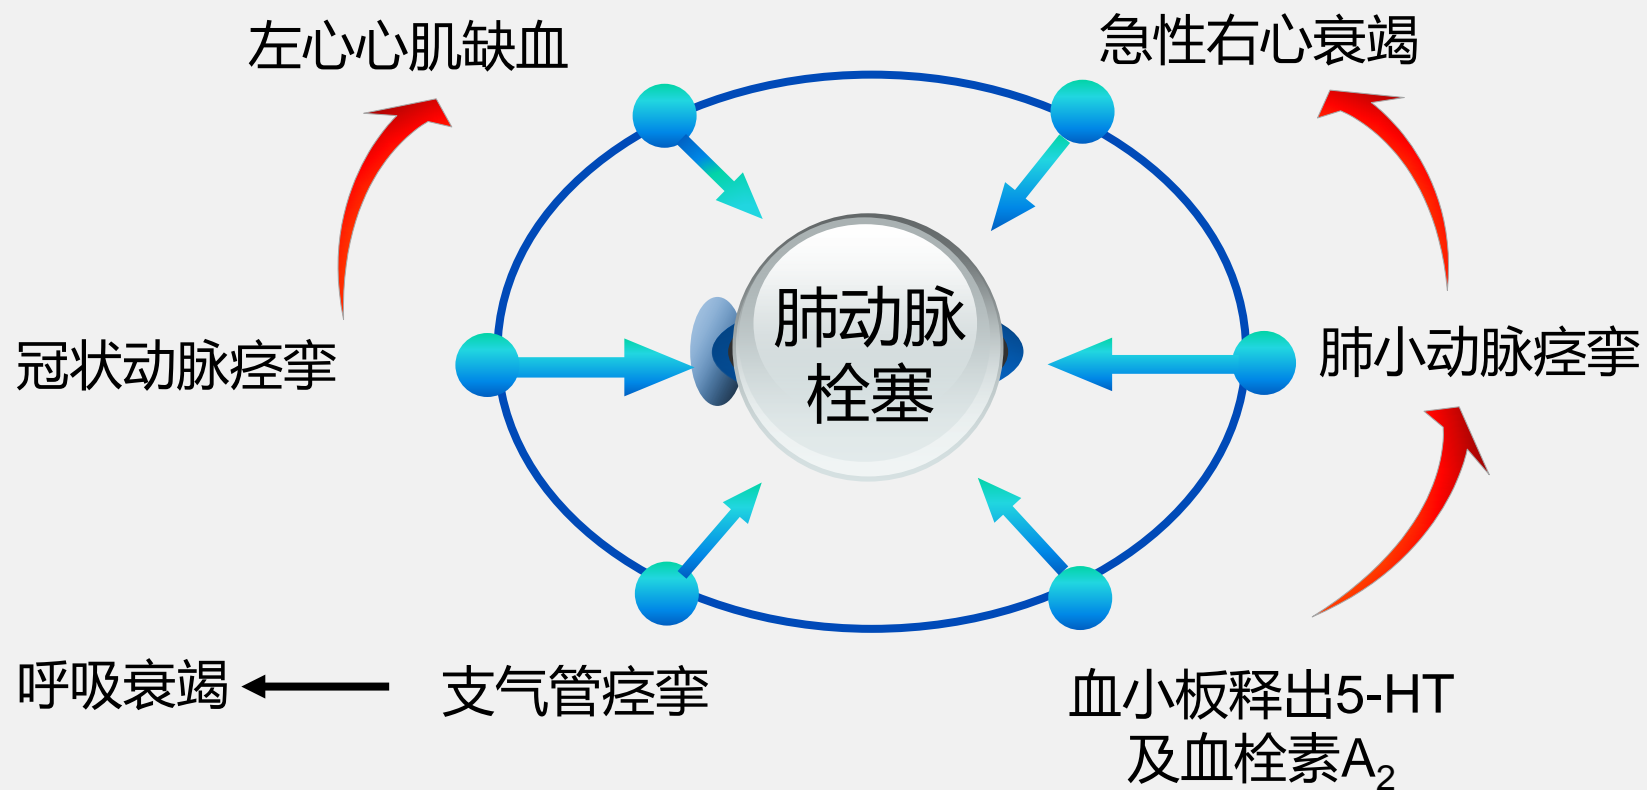 左心心肌缺血
急性右心衰竭
肺动脉
栓塞
冠状动脉痉挛
肺小动脉痉挛
呼吸衰竭
支气管痉挛
血小板释出5-HT
及血栓素A₂